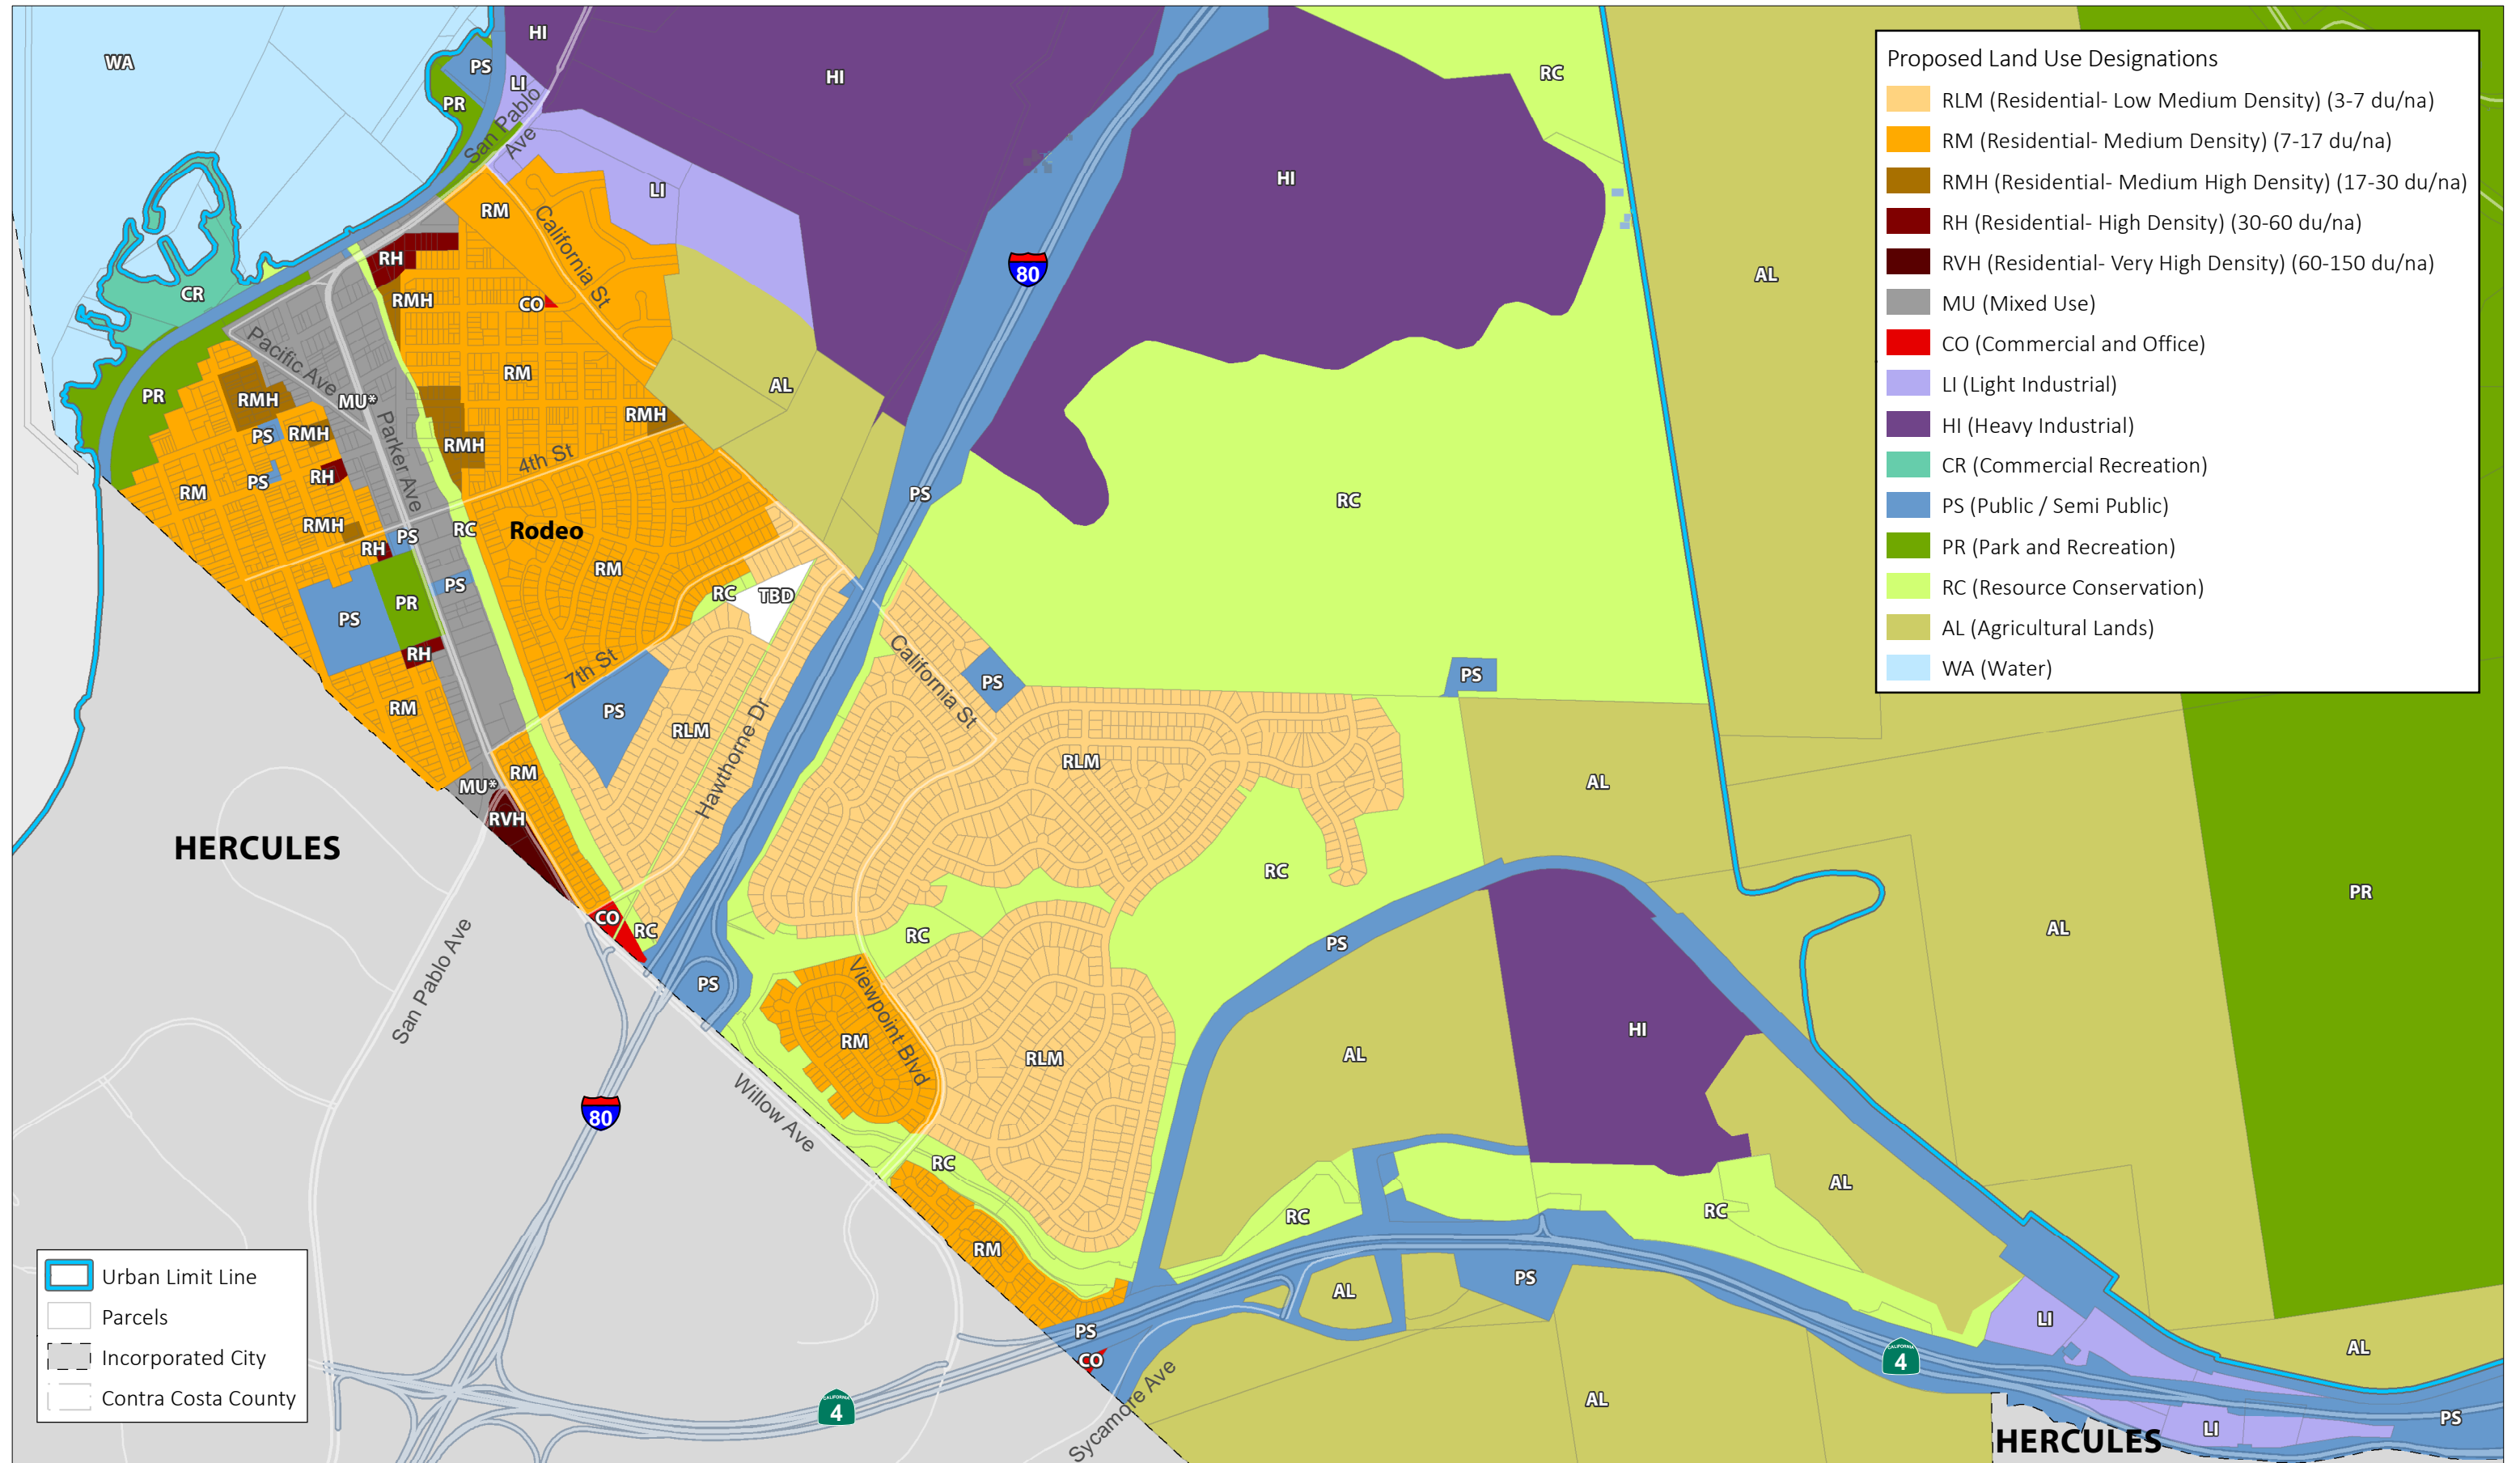 Proposed Land Use Designations
RLM (Residential- Low Medium Density) (3-7 du/na)
RM (Residential- Medium Density) (7-17 du/na)
RMH (Residential- Medium High Density) (17-30 du/na)
RH (Residential- High Density) (30-60 du/na)
RVH (Residential- Very High Density) (60-150 du/na)
MU (Mixed Use)
CO (Commercial and Office)
LI (Light Industrial)
HI (Heavy Industrial)
CR (Commercial Recreation)
PS (Public / Semi Public)
PR (Park and Recreation)
RC (Resource Conservation)
AL (Agricultural Lands)
WA (Water)
WA
HI
PS
LI
HI
RC
PR
San Pablo
Ave
HI
LI
RM
California St
RH
80
AL
CR
RMH
CO
Pacific Ave
RM
AL
PR
RMH
MU*
RMH
RMH
PS
RMH
Parker Ave
4th St
RH
PS
RM
PS
RC
RMH
RC
Rodeo
PS
RH
RM
PS
RC
TBD
PR
PS
RH
California St
PS
PS
7th St
RM
PS
RLM
Hawthorne Dr
RLM
RM
AL
MU*
RVH
HERCULES
RC
PR
CO
RC
RC
PS
AL
San Pablo Ave
PS
Viewpoint Blvd
RM
HI
AL
RLM
80
Willow Ave
RC
AL
RC
RC
RM
PS
AL
LI
PS
CO
AL
4
4
AL
Sycamore Ave
PS
LI
HERCULES
Urban Limit Line
Parcels
Incorporated City
Contra Costa County